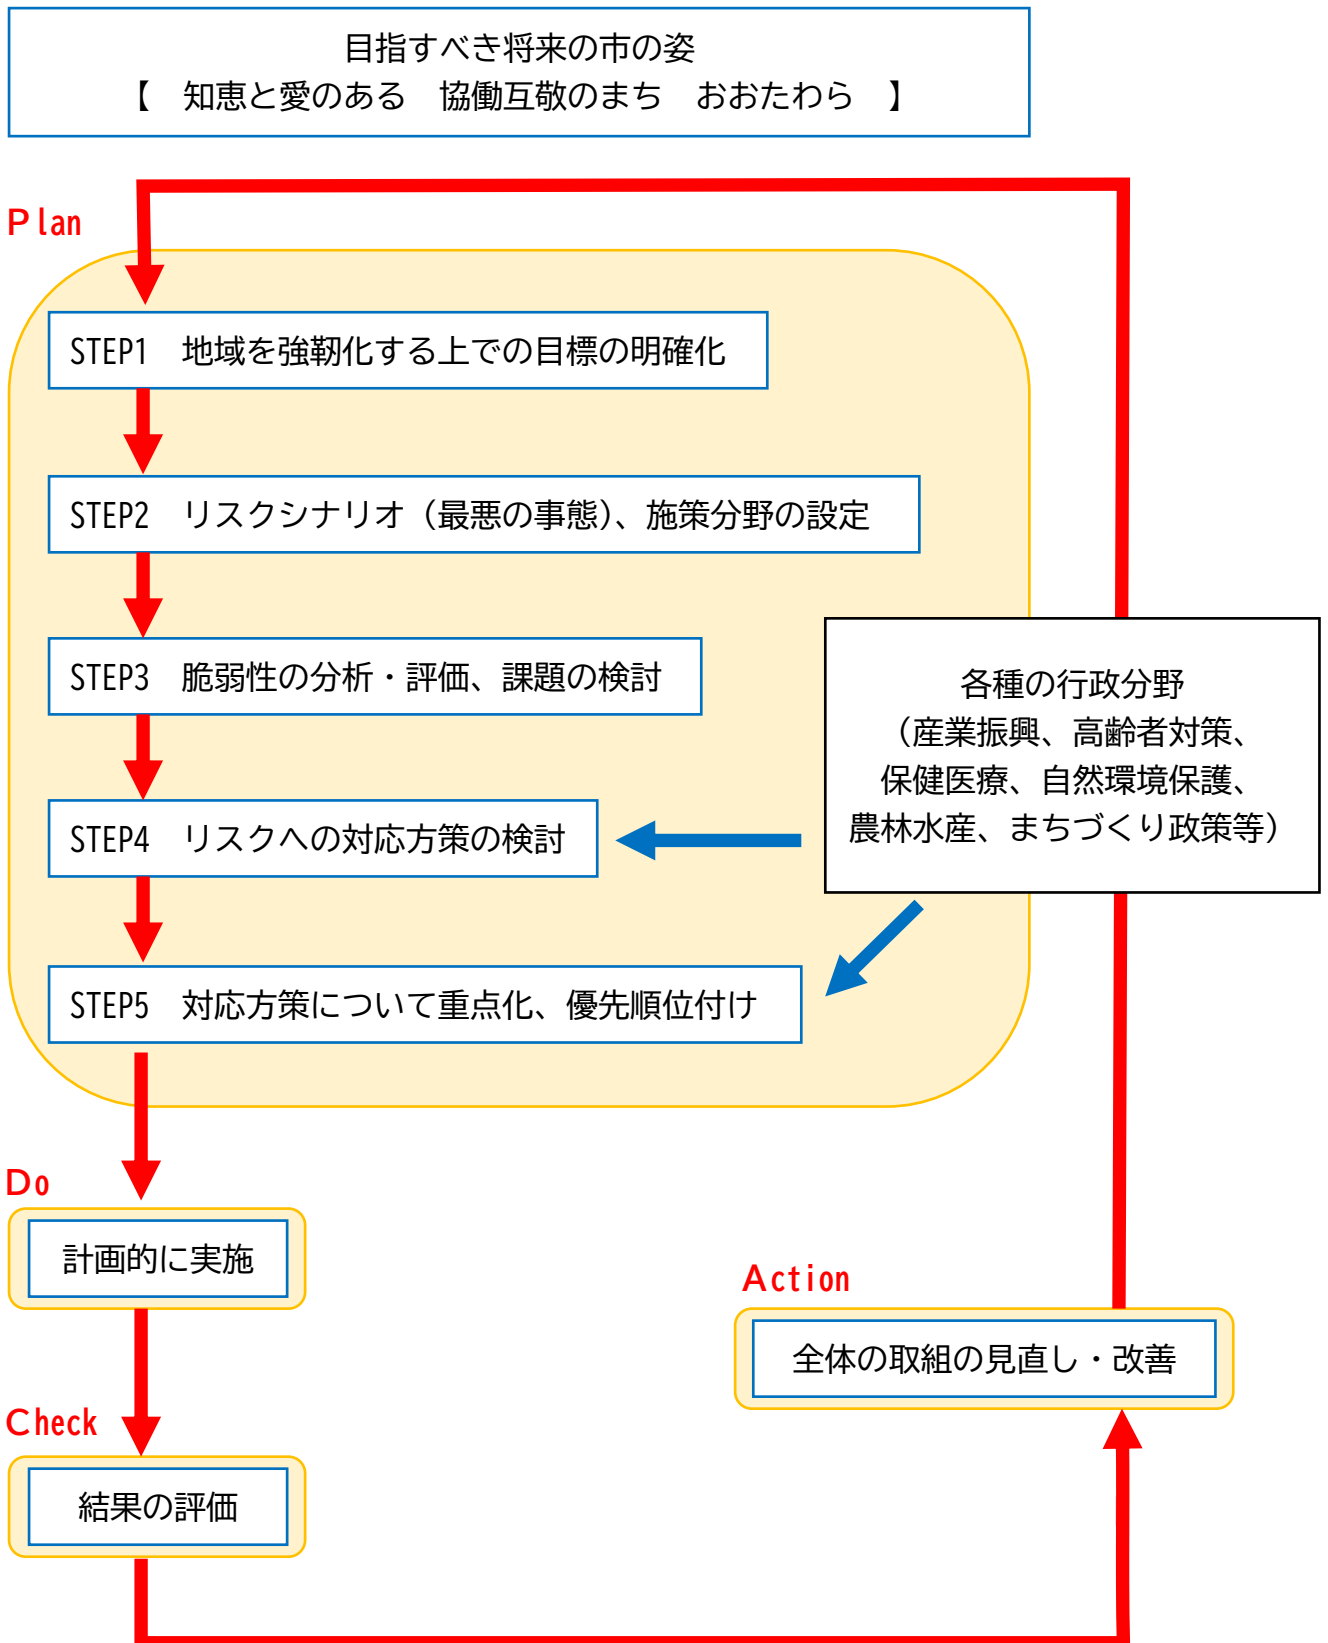 目指すべき将来の市の姿
【　知恵と愛のある　協働互敬のまち　おおたわら　】
Ｐlan
STEP1　地域を強靭化する上での目標の明確化
STEP2　リスクシナリオ（最悪の事態）、施策分野の設定
STEP3　脆弱性の分析・評価、課題の検討
各種の行政分野
（産業振興、高齢者対策、
保健医療、自然環境保護、
農林水産、まちづくり政策等）
STEP4　リスクへの対応方策の検討
STEP5　対応方策について重点化、優先順位付け
Ｄo
計画的に実施
Ａction
全体の取組の見直し・改善
Ｃheck
結果の評価